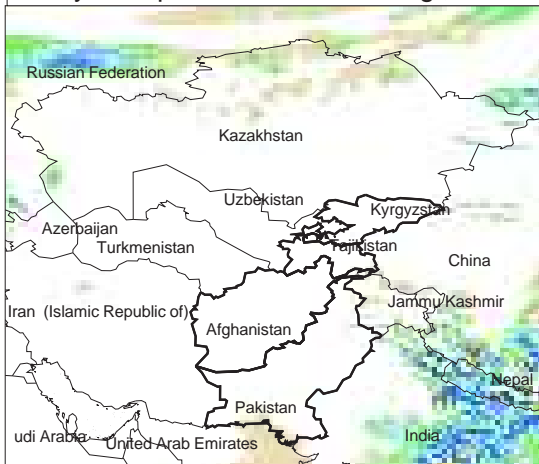 Russian Federation
Kazakhstan
Uzbekistan
Kyrgyzstan
Azerbaijan
Turkmenistan
Tajikistan
China
Iran (Islamic Republic of)
Jammu Kashmir
Afghanistan
Nepal
Pakistan
udi Arabia
United Arab Emirates
India